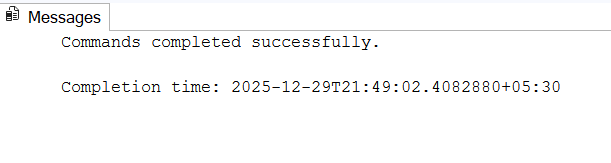 Messages
Commands completed successfully.
Completion time: 2025-12-29T21:49:02.4082880+05:30